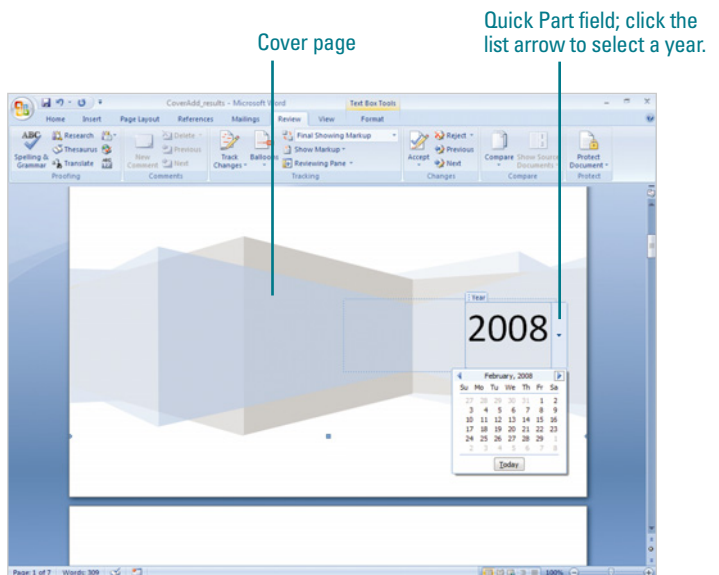 Quick Part field; click the
Cover page
list arrow to select a year.
CoverAdd_results - Microsoft Word
Text Box Tools
Home Insert Page Layout References Mailings Review View Format
ABC Research Delete Previous Final Showing Markup Reject
Thesaurus Show Markup Previous
Spelling & Grammar Translate New Comment Next Track Changes Balloons Reviewing Pane Accept Next Compare Show Source Documents Protect Document
Proofing Comments Tracking Changes Compare Protect
Year
2008
February, 2008
Su Mo Tu We Th Fr Sa
27 28 29 30 31 1 2
3 4 5 6 7 8 9
10 11 12 13 14 15 16
17 18 19 20 21 22 23
24 25 26 27 28 29 1
2 3 4 5 6 7 8
Today
Page: 1 of 7 Words: 309 100%